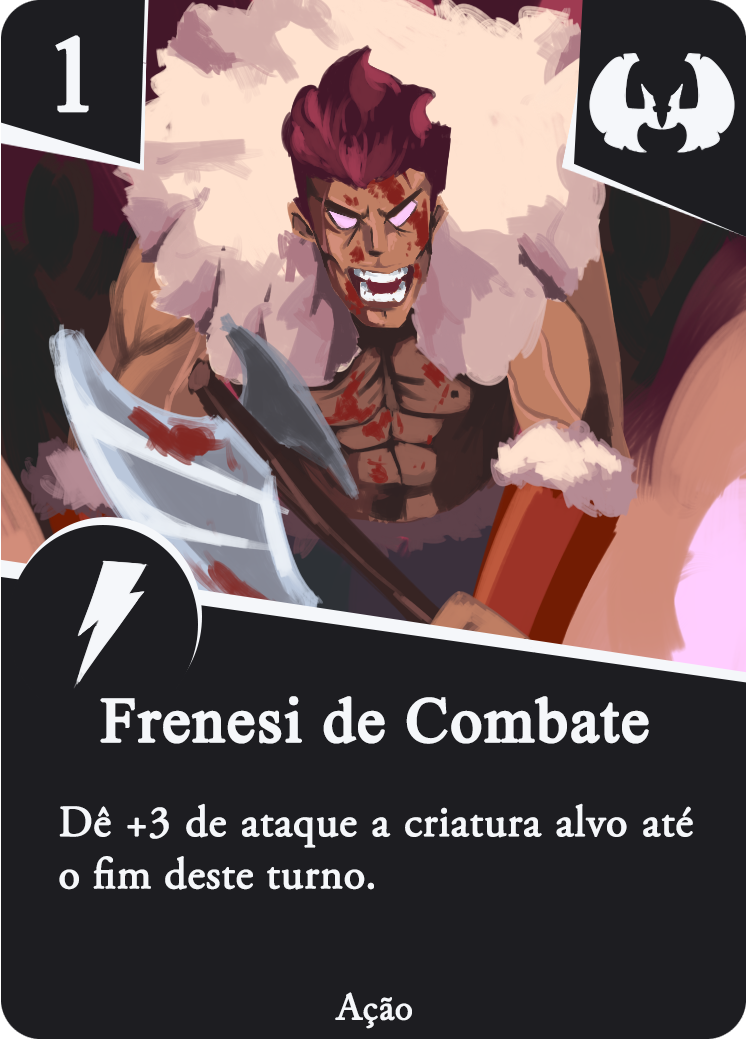 1
Frenesi de Combate
Dê +3 de ataque a criatura alvo até
o fim deste turno.
Ação